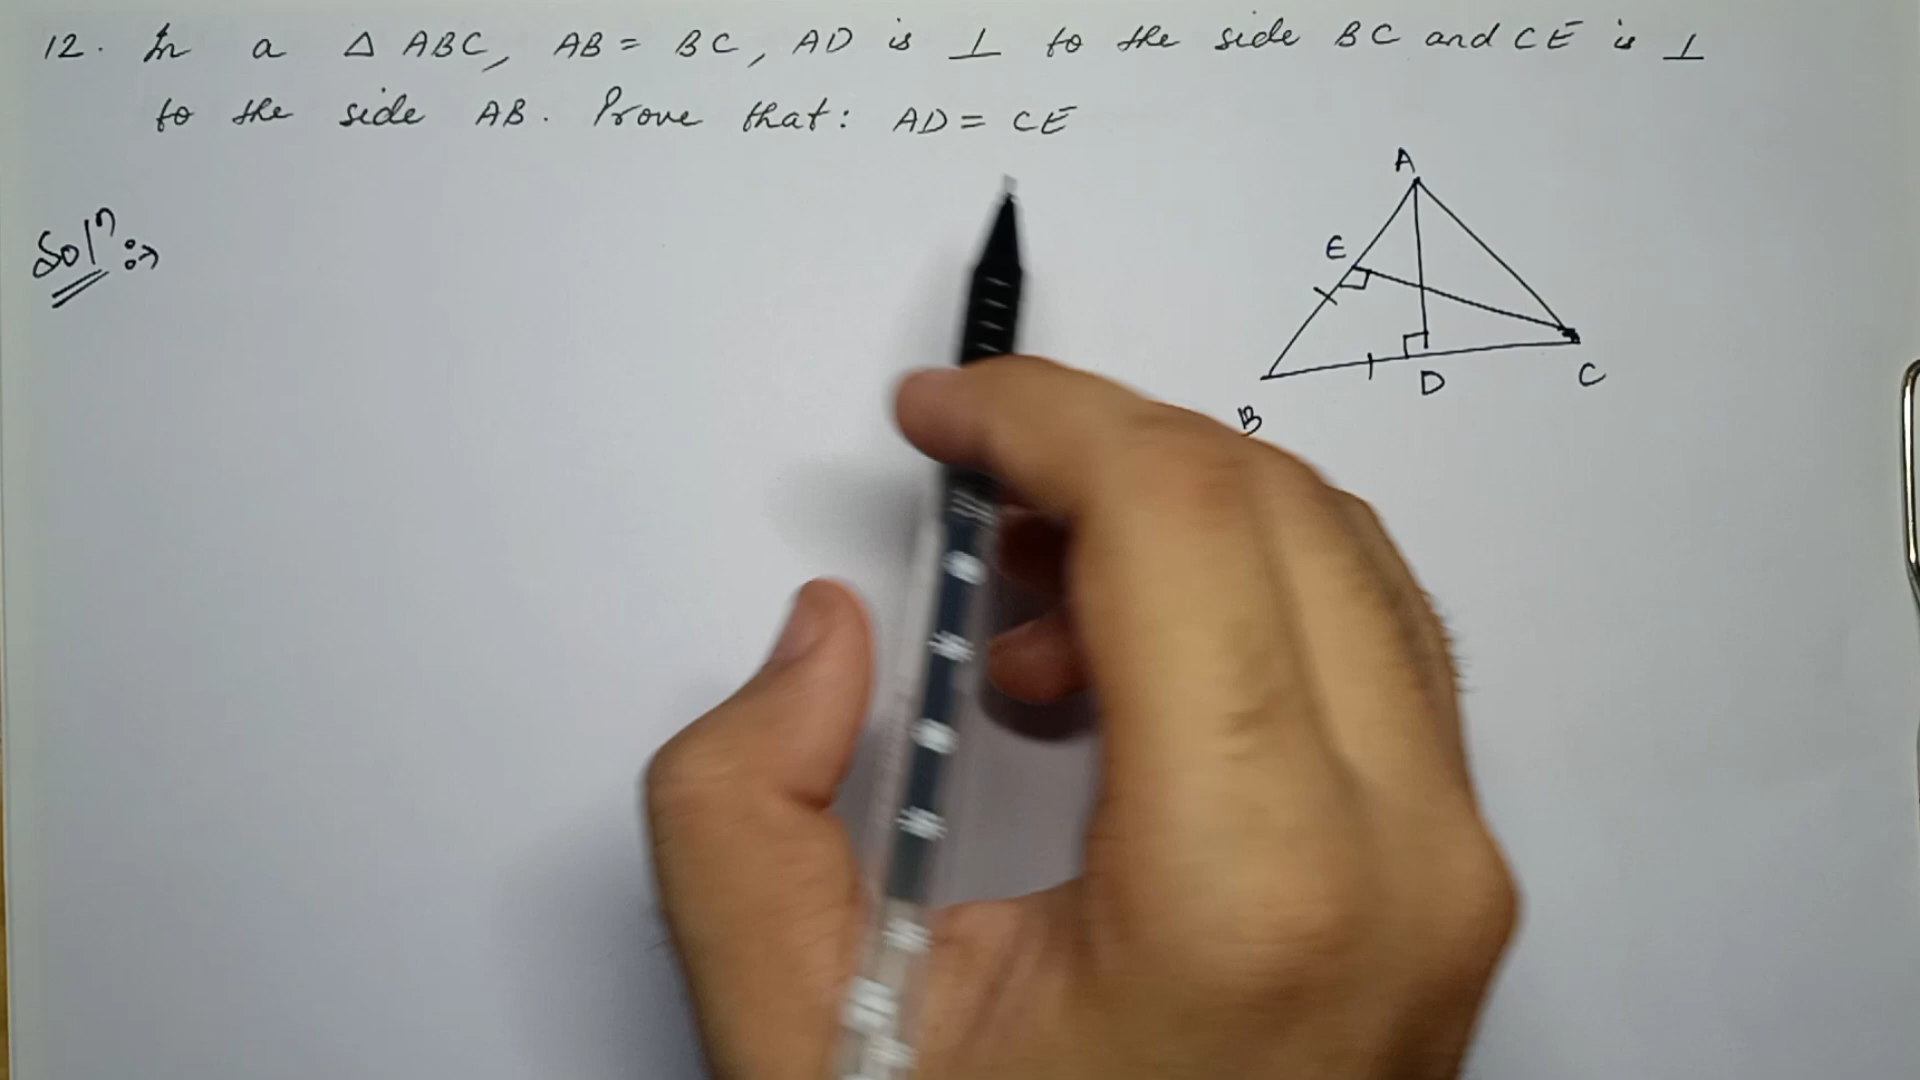 12. In a △ ABC, AB = BC, AD is ⊥ to the side BC and CE is ⊥
to the side AB. Prove that: AD = CE
Solⁿ :→
A
E
D
C
B